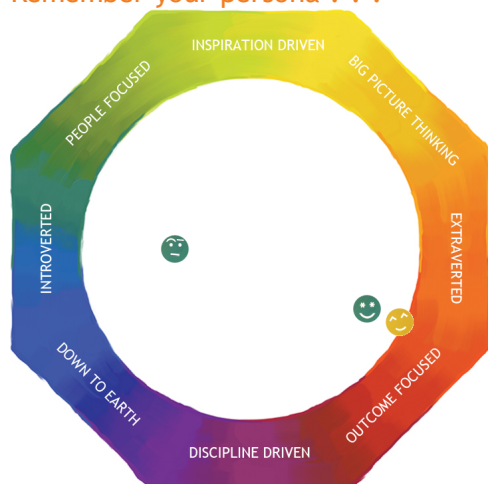 Remember your persona . . .
INSPIRATION DRIVEN
PEOPLE FOCUSED
BIG PICTURE THINKING
INTROVERTED
EXTRAVERTED
DOWN TO EARTH
OUTCOME FOCUSED
DISCIPLINE DRIVEN